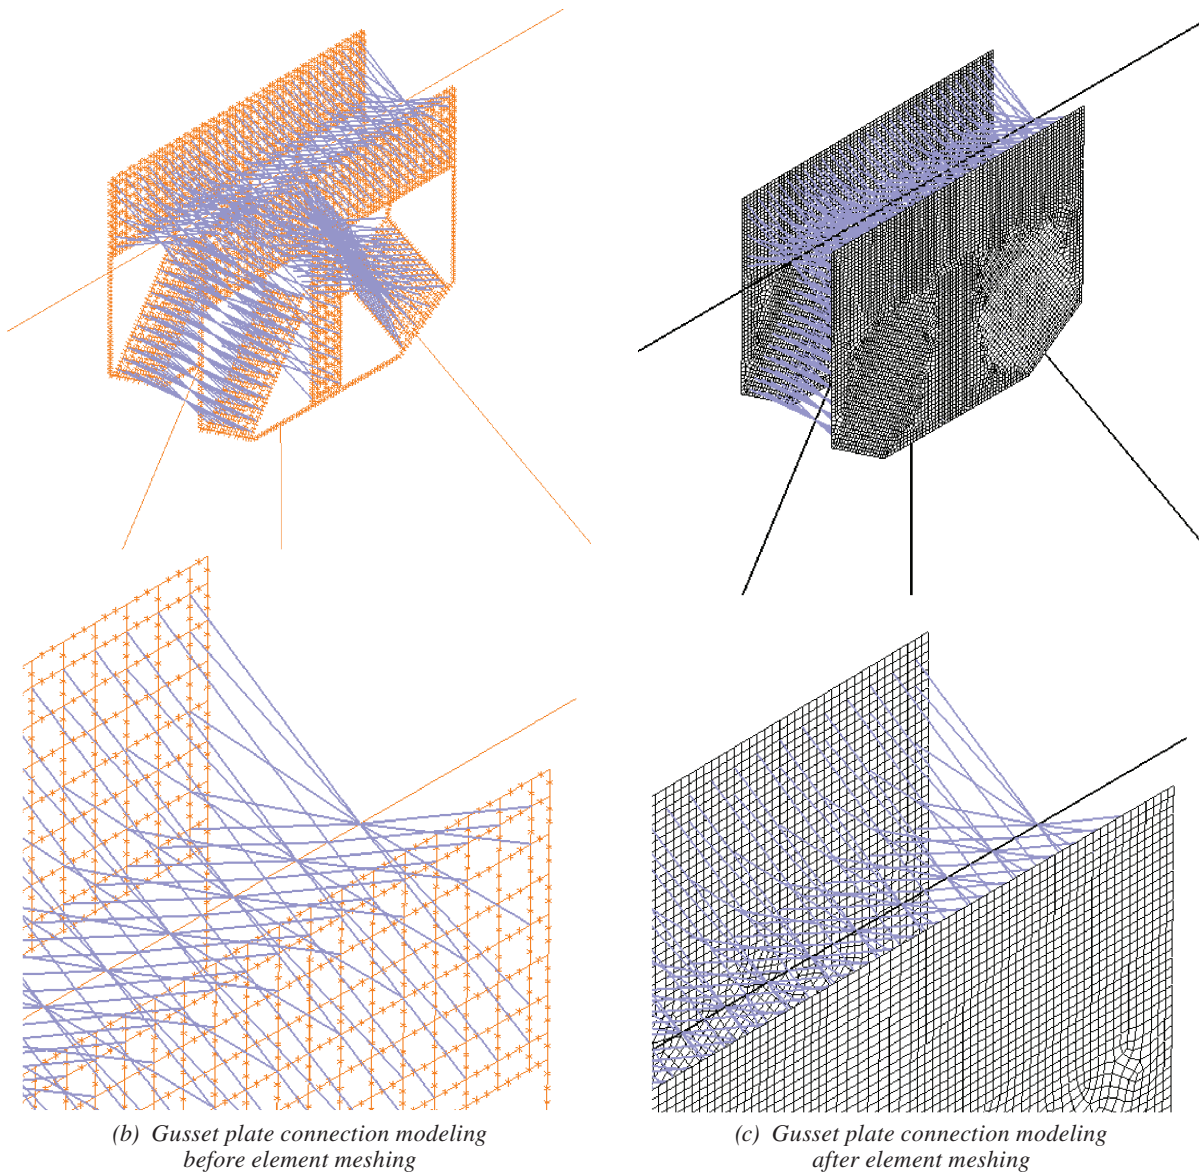 (b) Gusset plate connection modeling
before element meshing
(c) Gusset plate connection modeling
after element meshing